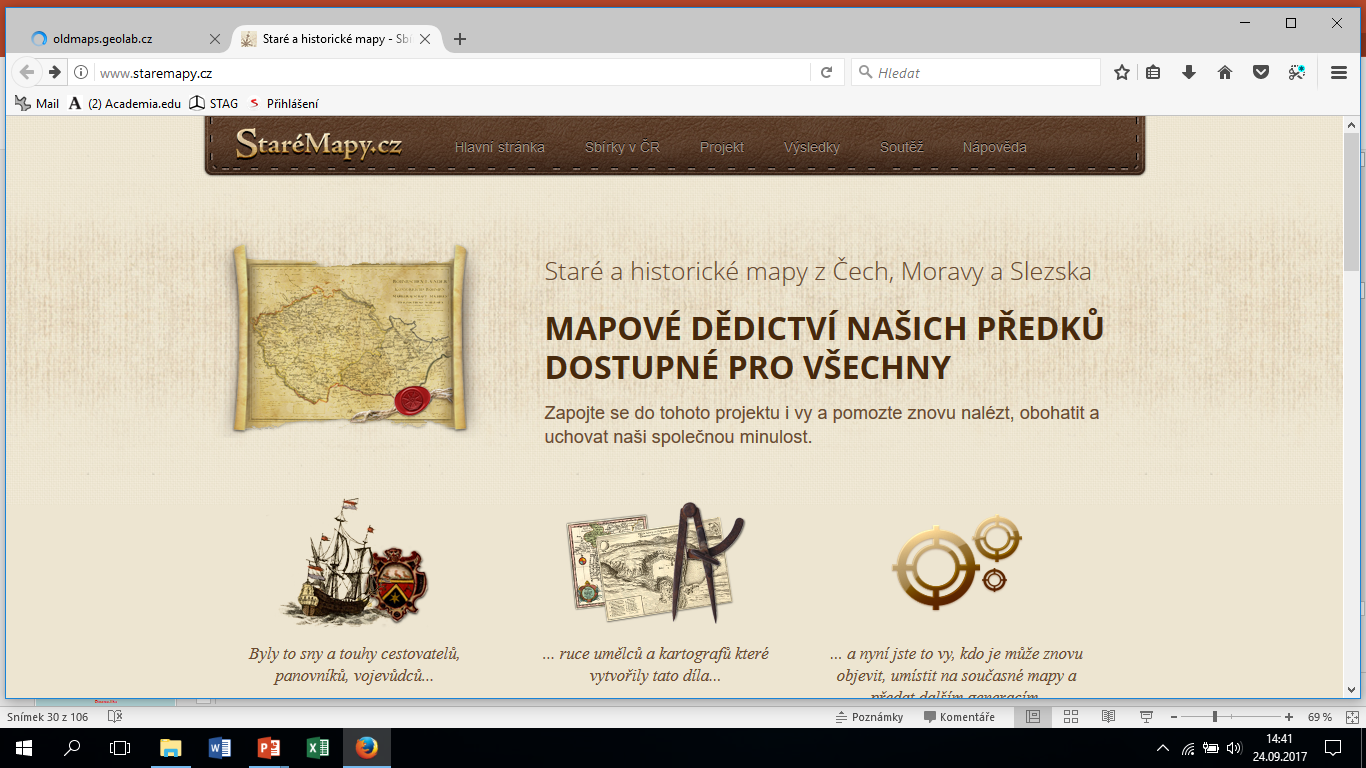 oldmaps.geolab.cz
Staré a historické mapy - Sbí
www.staremapy.cz
Hledat
Mail
(2) Academia.edu
STAG
Přihlášení
StaréMapy.cz
Hlavní stránka
Sbírky v ČR
Projekt
Výsledky
Soutěž
Nápověda
Staré a historické mapy z Čech, Moravy a Slezska
MAPOVÉ DĚDICTVÍ NAŠICH PŘEDKŮ
DOSTUPNÉ PRO VŠECHNY
Zapojte se do tohoto projektu i vy a pomozte znovu nalézt, obohatit a
uchovat naši společnou minulost.
Byly to sny a touhy cestovatelů,
panovníků, vojevůdců...
... ruce umělců a kartografů které
vytvořily tato díla...
... a nyní jste to vy, kdo je může znovu
objevit, umístit na současné mapy a
předat dalším generacím
Snímek 30 z 106
Poznámky
Komentáře
69 %
14:41
24.09.2017